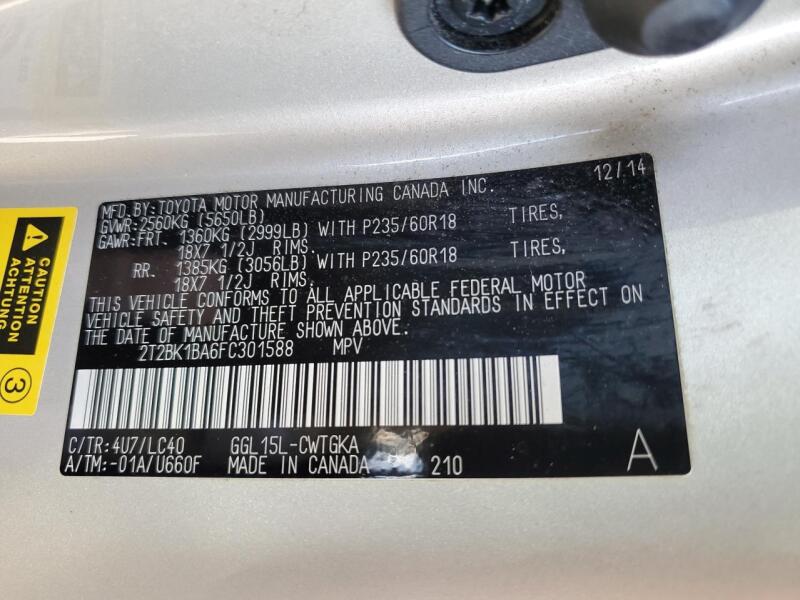 MFD.BY:TOYOTA MOTOR MANUFACTURING CANADA INC. 12/14
GVWR:2560KG (5650LB)
GAWR:FRT. 1360KG (2999LB) WITH P235/60R18 TIRES,
18X7 1/2J RIMS.
RR. 1385KG (3056LB) WITH P235/60R18 TIRES,
18X7 1/2J RIMS.
THIS VEHICLE CONFORMS TO ALL APPLICABLE FEDERAL MOTOR
VEHICLE SAFETY AND THEFT PREVENTION STANDARDS IN EFFECT ON
THE DATE OF MANUFACTURE SHOWN ABOVE.
2T2BK1BA6FC301588 MPV
C/TR:4U7/LC40 GGL15L-CWTGKA
A/TM:-01A/U660F MADE IN CANADA 210 A
CAUTION
ATTENTION
ACHTUNG
3